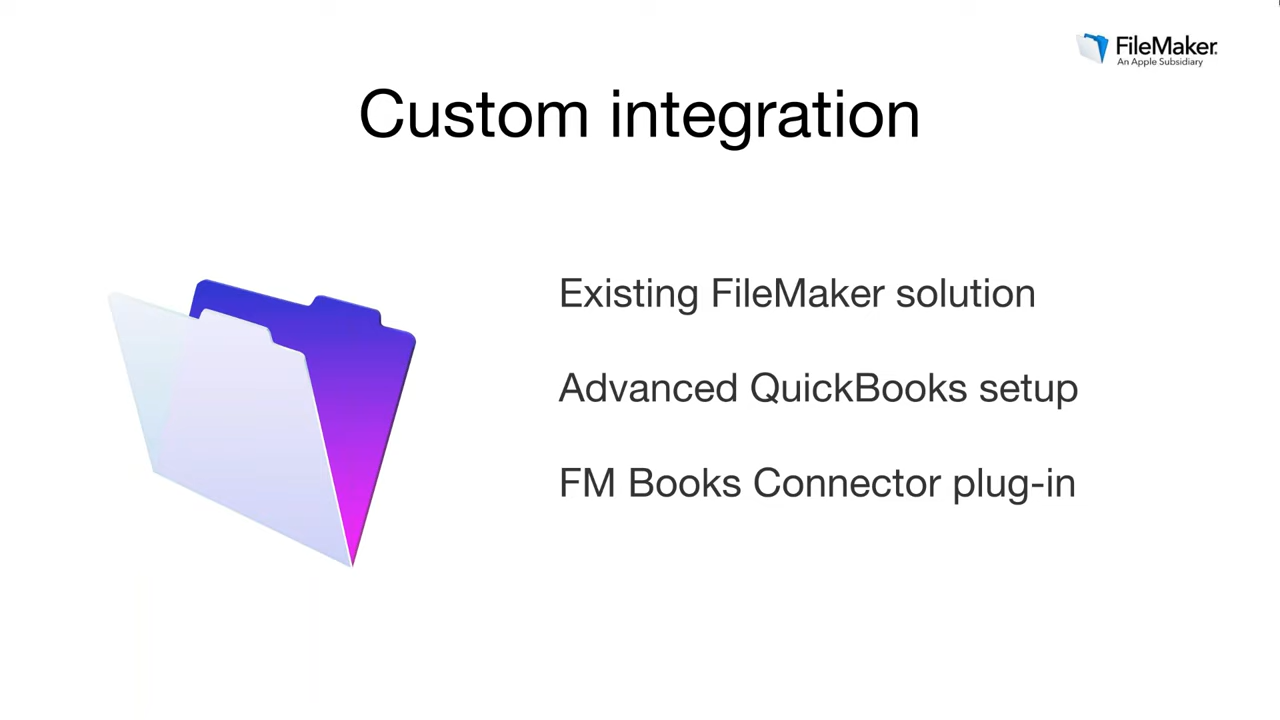 FileMaker.
An Apple Subsidiary
Custom integration
Existing FileMaker solution
Advanced QuickBooks setup
FM Books Connector plug-in